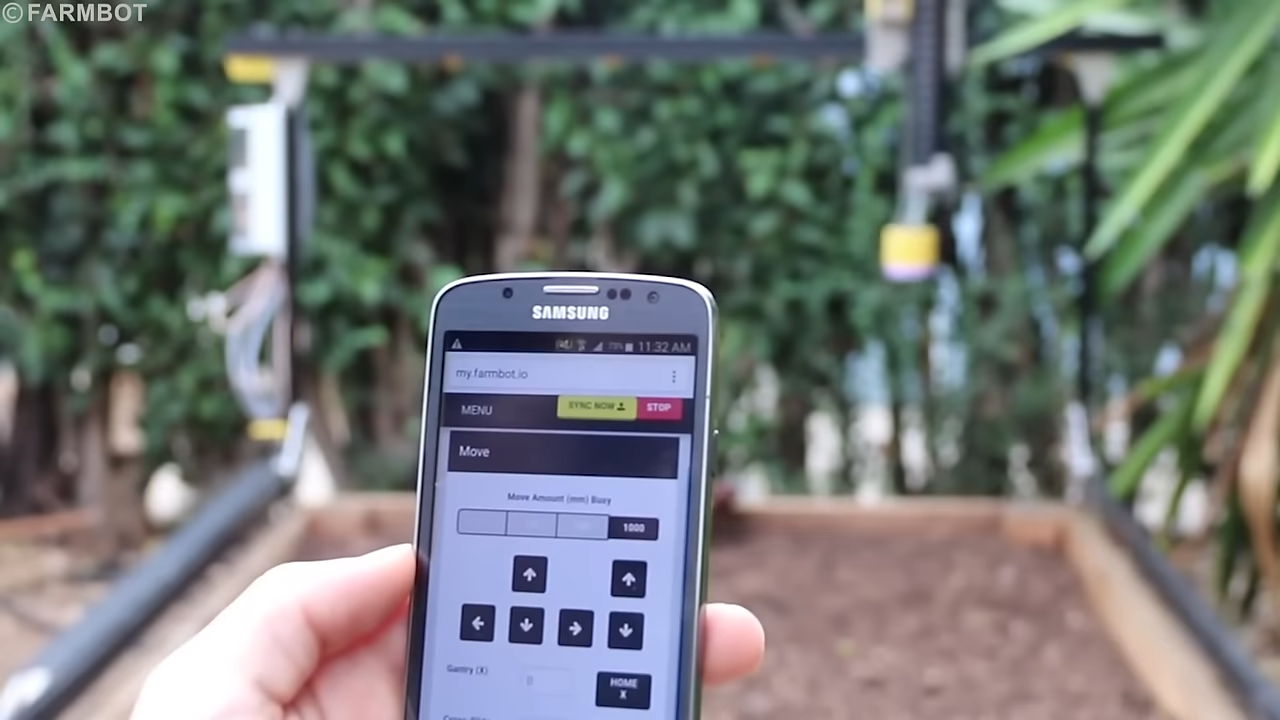 ©FARMBOT
SAMSUNG
11:32 AM
my.farmbot.io
MENU
SYNC NOW
STOP
Move
Move Amount (mm) Busy
1000
Gantry (X)
0
HOME
X